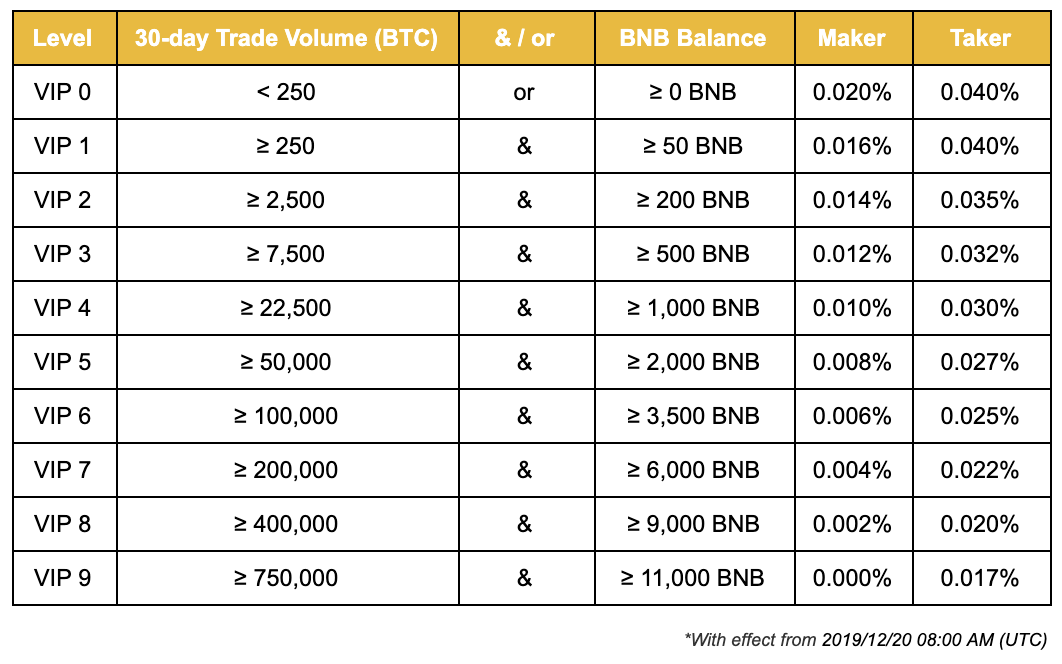 Level 30-day Trade Volume (BTC) & / or BNB Balance Maker Taker
VIP 0 < 250 or ≥ 0 BNB 0.020% 0.040%
VIP 1 ≥ 250 & ≥ 50 BNB 0.016% 0.040%
VIP 2 ≥ 2,500 & ≥ 200 BNB 0.014% 0.035%
VIP 3 ≥ 7,500 & ≥ 500 BNB 0.012% 0.032%
VIP 4 ≥ 22,500 & ≥ 1,000 BNB 0.010% 0.030%
VIP 5 ≥ 50,000 & ≥ 2,000 BNB 0.008% 0.027%
VIP 6 ≥ 100,000 & ≥ 3,500 BNB 0.006% 0.025%
VIP 7 ≥ 200,000 & ≥ 6,000 BNB 0.004% 0.022%
VIP 8 ≥ 400,000 & ≥ 9,000 BNB 0.002% 0.020%
VIP 9 ≥ 750,000 & ≥ 11,000 BNB 0.000% 0.017%
*With effect from 2019/12/20 08:00 AM (UTC)